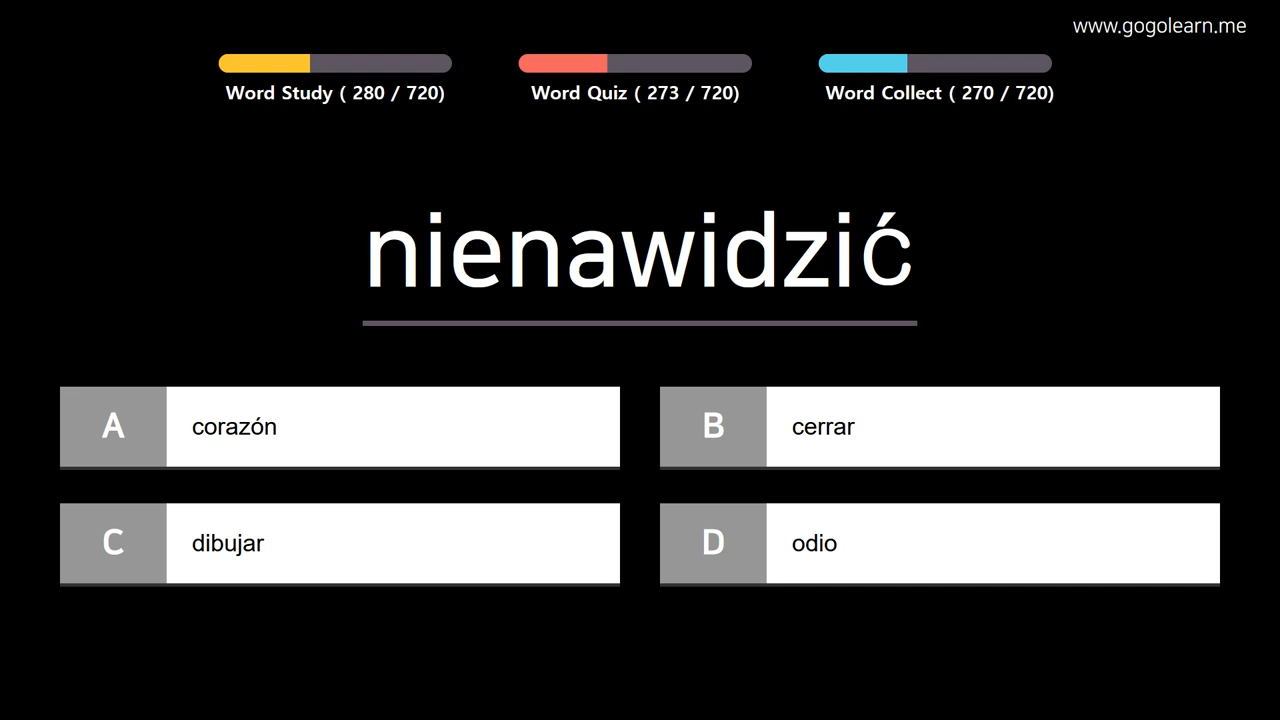 www.gogolearn.me
Word Study ( 280 / 720)
Word Quiz ( 273 / 720)
Word Collect ( 270 / 720)
nienawidzić
A corazón
B cerrar
C dibujar
D odio